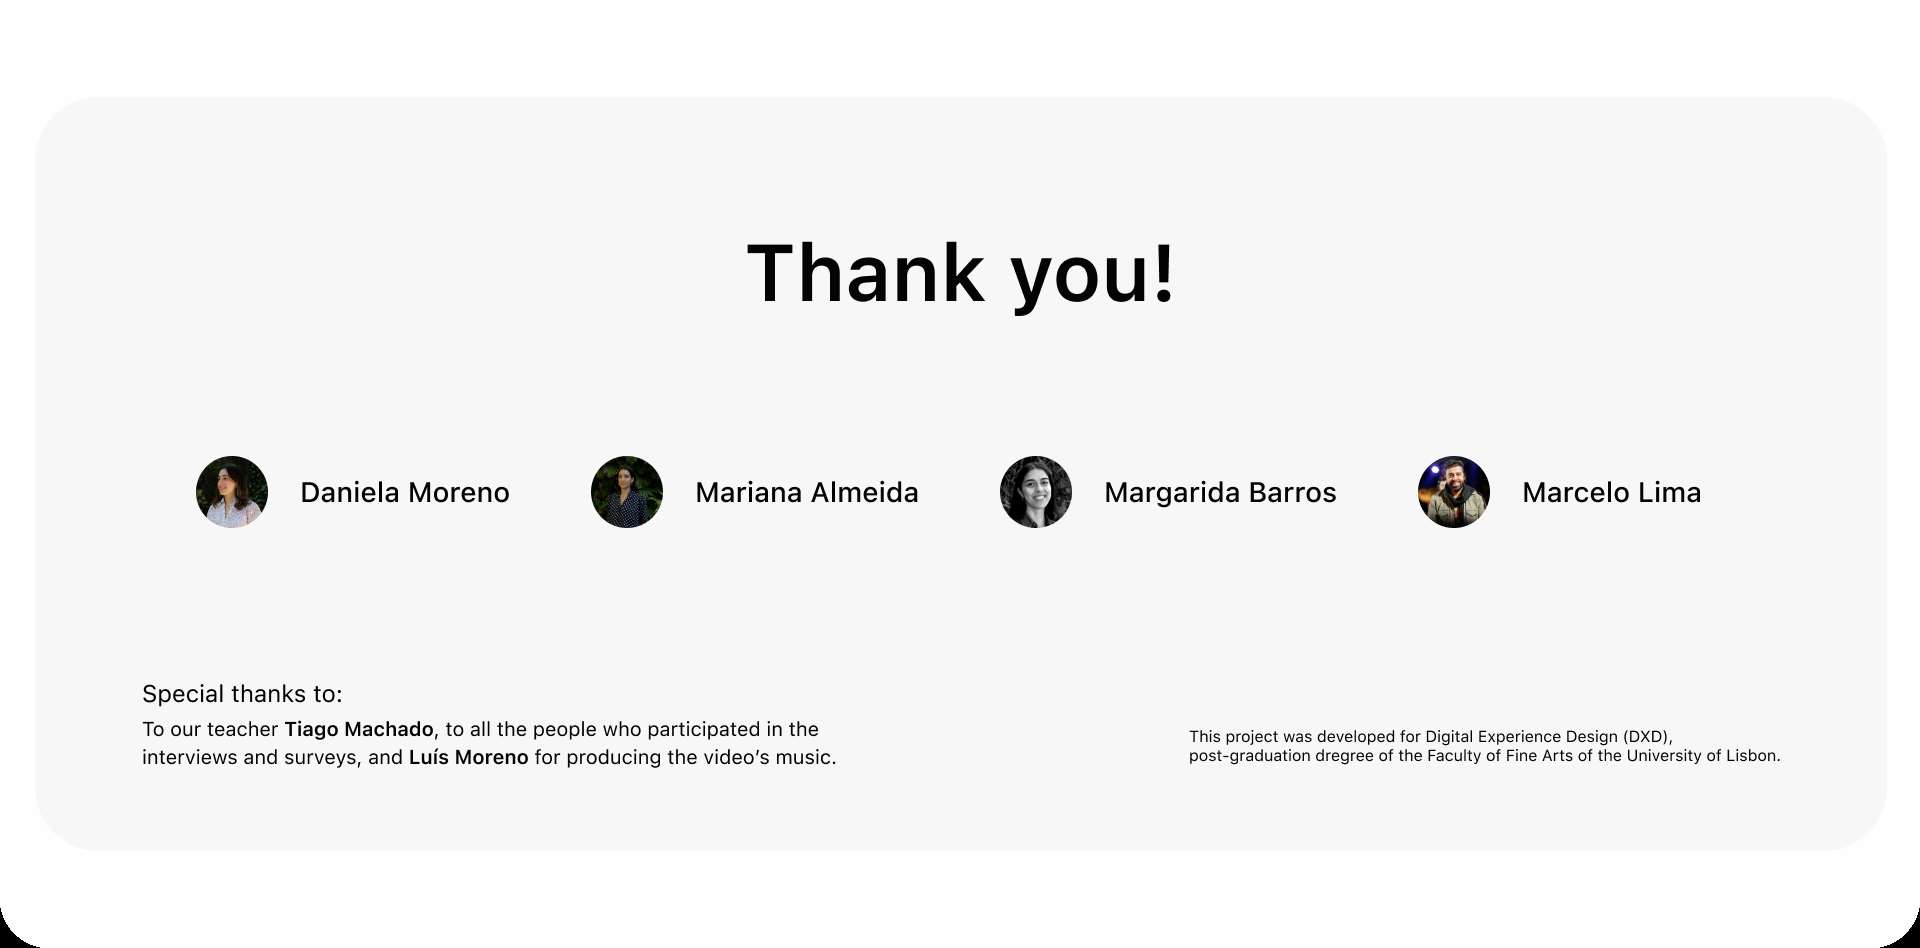 Thank you!
Daniela Moreno
Mariana Almeida
Margarida Barros
Marcelo Lima
Special thanks to:
To our teacher Tiago Machado, to all the people who participated in the
interviews and surveys, and Luís Moreno for producing the video’s music.
This project was developed for Digital Experience Design (DXD),
post-graduation dregree of the Faculty of Fine Arts of the University of Lisbon.